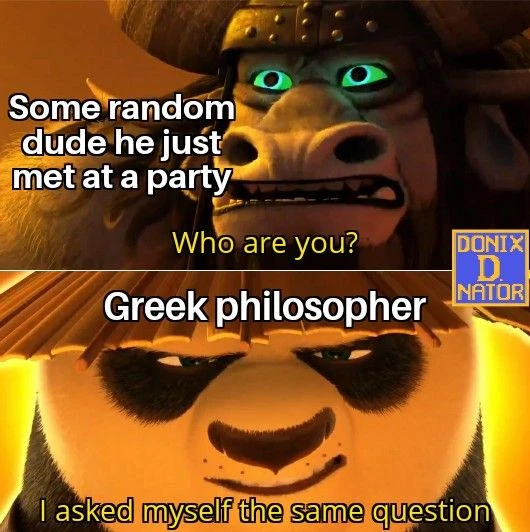 Some random
dude he just
met at a party
Who are you?
DONIX
D
NATOR
Greek philosopher
I asked myself the same question